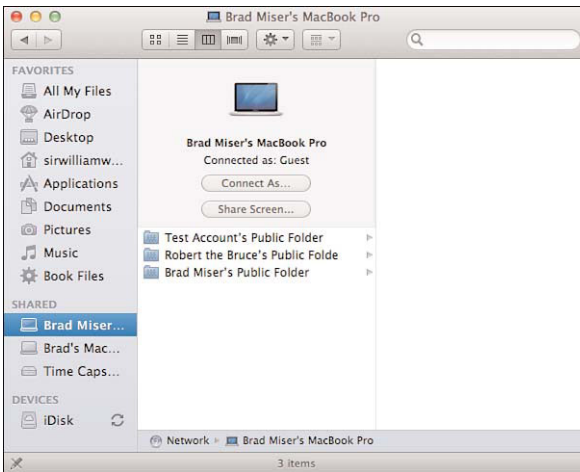 Brad Miser's MacBook Pro
FAVORITES
All My Files
AirDrop
Desktop
sirwilliamw...
Applications
Documents
Pictures
Music
Book Files
SHARED
Brad Miser...
Brad's Mac...
Time Caps...
DEVICES
iDisk
Brad Miser's MacBook Pro
Connected as: Guest
Connect As...
Share Screen...
Test Account's Public Folder
Robert the Bruce's Public Folde
Brad Miser's Public Folder
Network Brad Miser's MacBook Pro
3 items